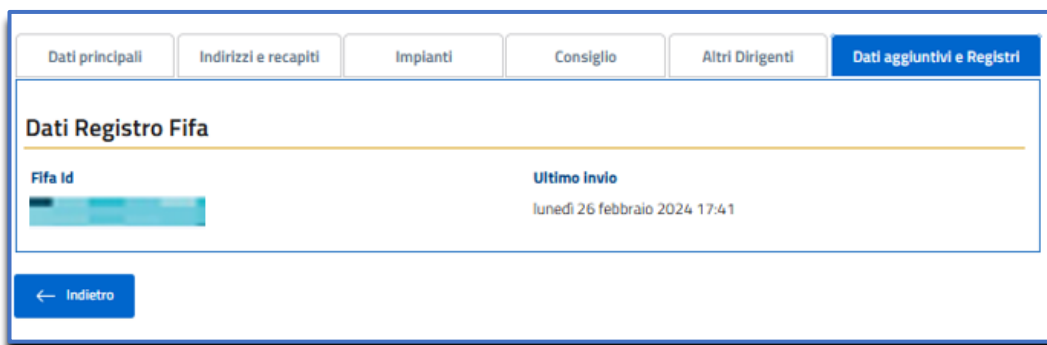 Dati principali
Indirizzi e recapiti
Impianti
Consiglio
Altri Dirigenti
Dati aggiuntivi e Registri
Dati Registro Fifa
Fifa Id
Ultimo invio
lunedì 26 febbraio 2024 17:41
← Indietro